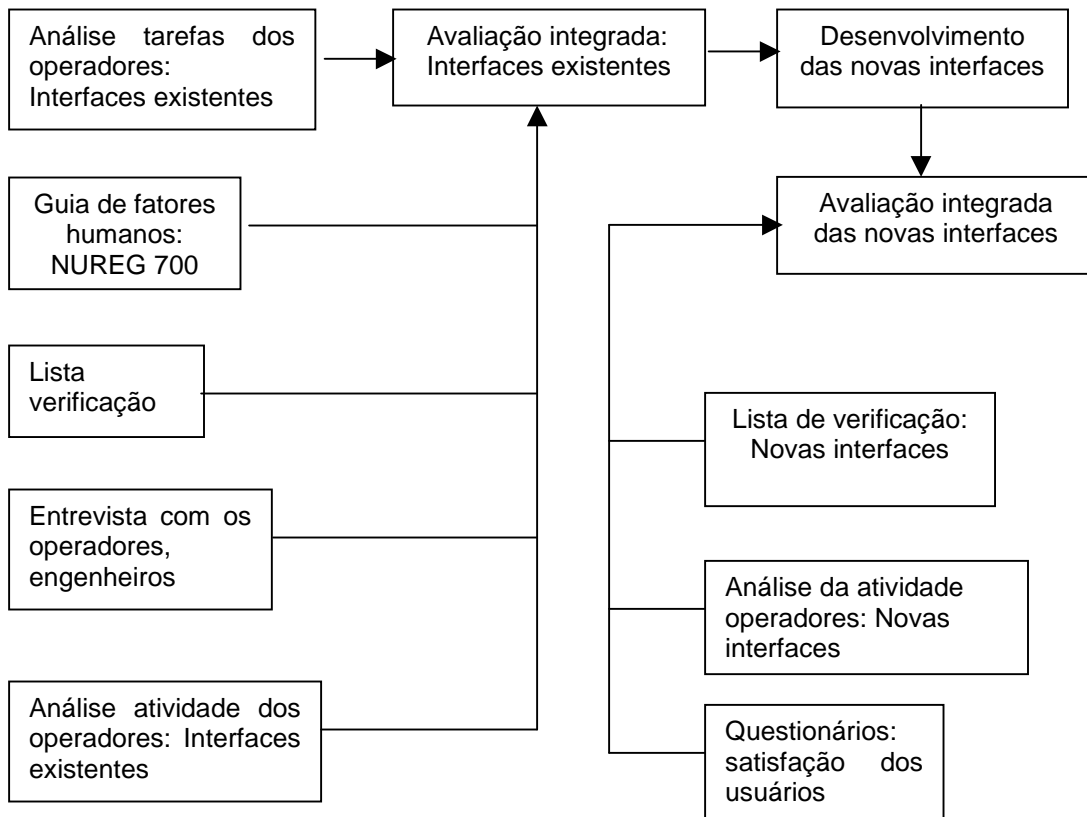 Análise tarefas dos
operadores:
Interfaces existentes
Avaliação integrada:
Interfaces existentes
Desenvolvimento
das novas interfaces
Guia de fatores
humanos:
NUREG 700
Avaliação integrada
das novas interfaces
Lista
verificação
Lista de verificação:
Novas interfaces
Entrevista com os
operadores,
engenheiros
Análise da atividade
operadores: Novas
interfaces
Análise atividade dos
operadores: Interfaces
existentes
Questionários:
satisfação dos
usuários